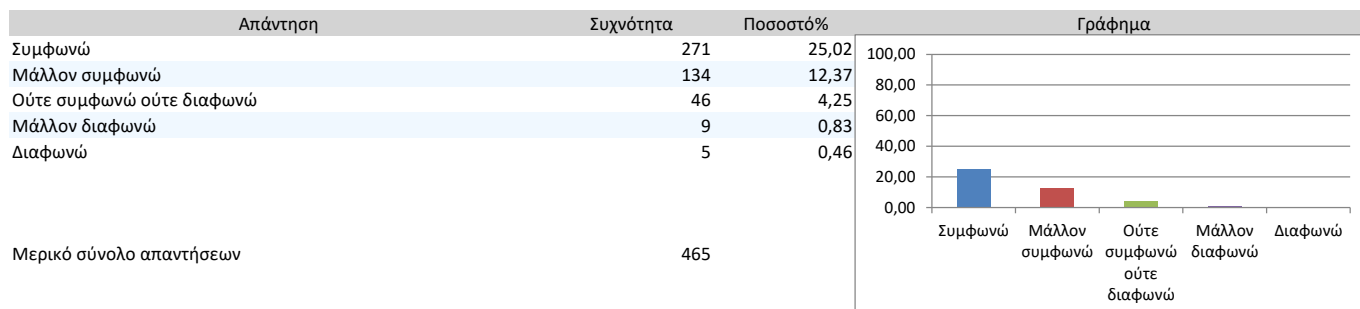 Απάντηση Συχνότητα Ποσοστό% Γράφημα
Συμφωνώ 271 25,02
Μάλλον συμφωνώ 134 12,37
Ούτε συμφωνώ ούτε διαφωνώ 46 4,25
Μάλλον διαφωνώ 9 0,83
Διαφωνώ 5 0,46
Μερικό σύνολο απαντήσεων 465
100,00
80,00
60,00
40,00
20,00
0,00
Συμφωνώ Μάλλον Ούτε Μάλλον Διαφωνώ
συμφωνώ συμφωνώ διαφωνώ
ούτε
διαφωνώ